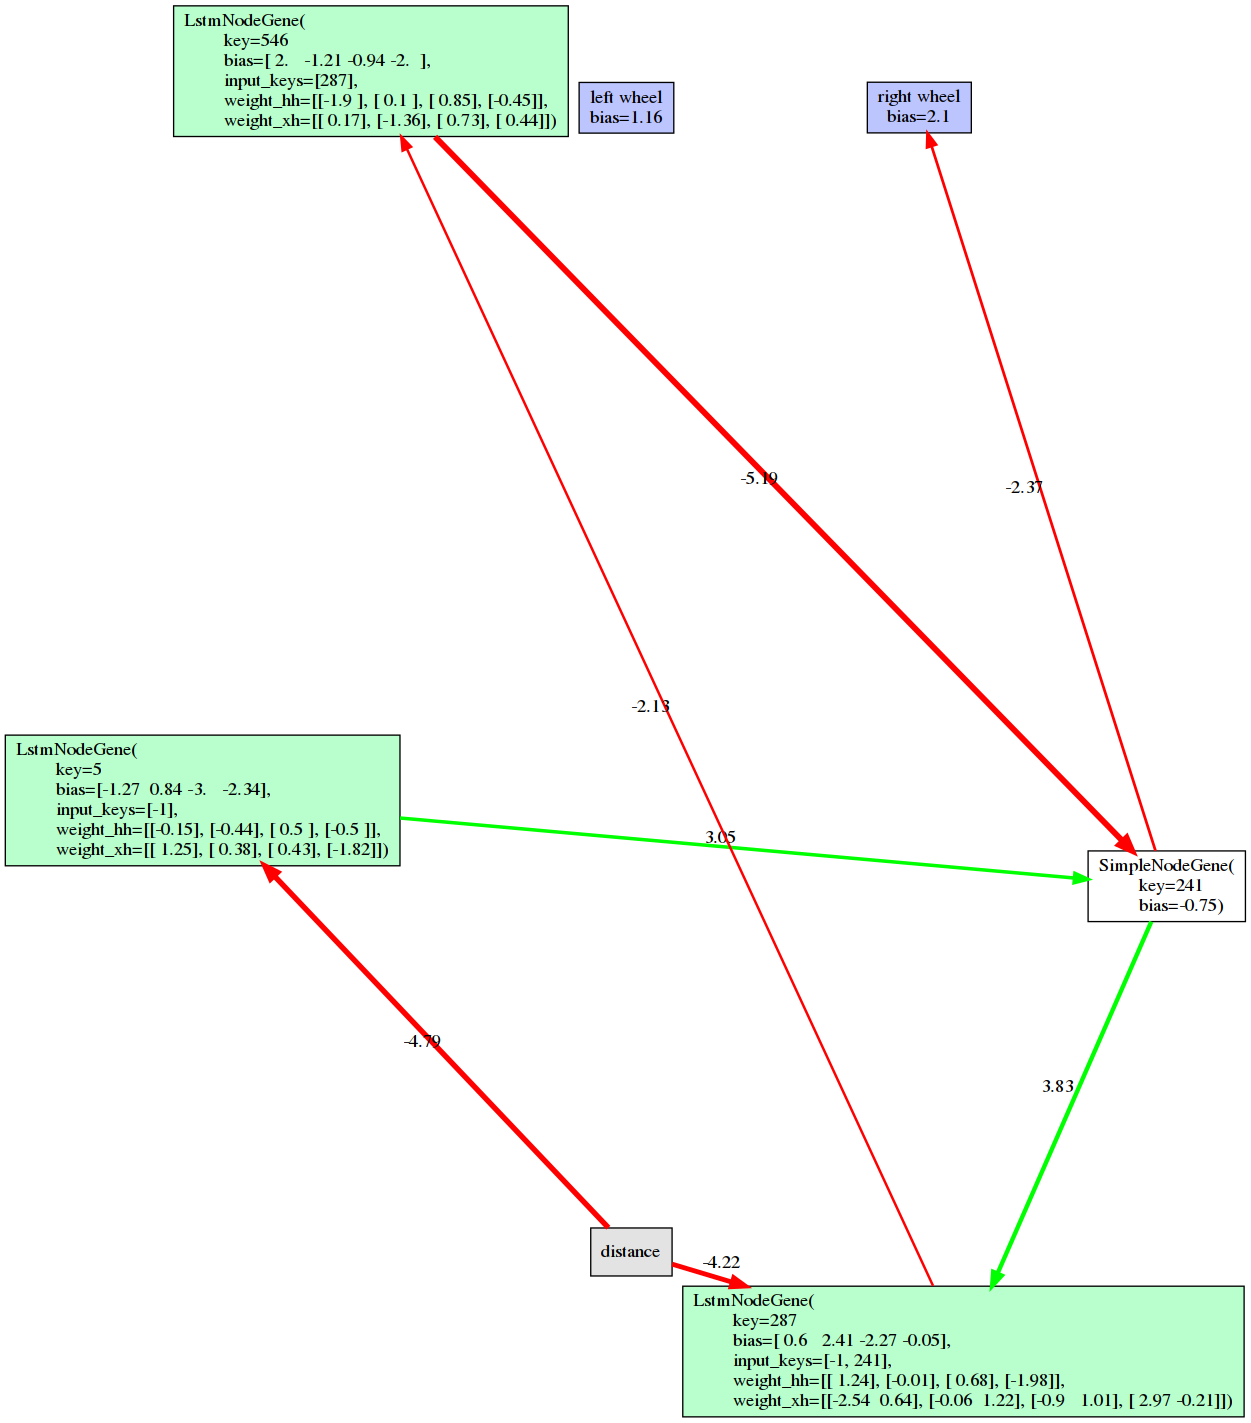 LstmNodeGene(
key=546
bias=[ 2.   -1.21 -0.94 -2.  ],
input_keys=[287],
weight_hh=[[-1.9 ], [ 0.1 ], [ 0.85], [-0.45]],
weight_xh=[[ 0.17], [-1.36], [ 0.73], [ 0.44]])
left wheel
bias=1.16
right wheel
bias=2.1
-5.19
-2.37
-2.13
LstmNodeGene(
key=5
bias=[-1.27  0.84 -3.   -2.34],
input_keys=[-1],
weight_hh=[[-0.15], [-0.44], [ 0.5 ], [-0.5 ]],
weight_xh=[[ 1.25], [ 0.38], [ 0.43], [-1.82]])
3.05
SimpleNodeGene(
key=241
bias=-0.75)
-4.79
3.83
distance
-4.22
LstmNodeGene(
key=287
bias=[ 0.6   2.41 -2.27 -0.05],
input_keys=[-1, 241],
weight_hh=[[ 1.24], [-0.01], [ 0.68], [-1.98]],
weight_xh=[[-2.54  0.64], [-0.06  1.22], [-0.9   1.01], [ 2.97 -0.21]])